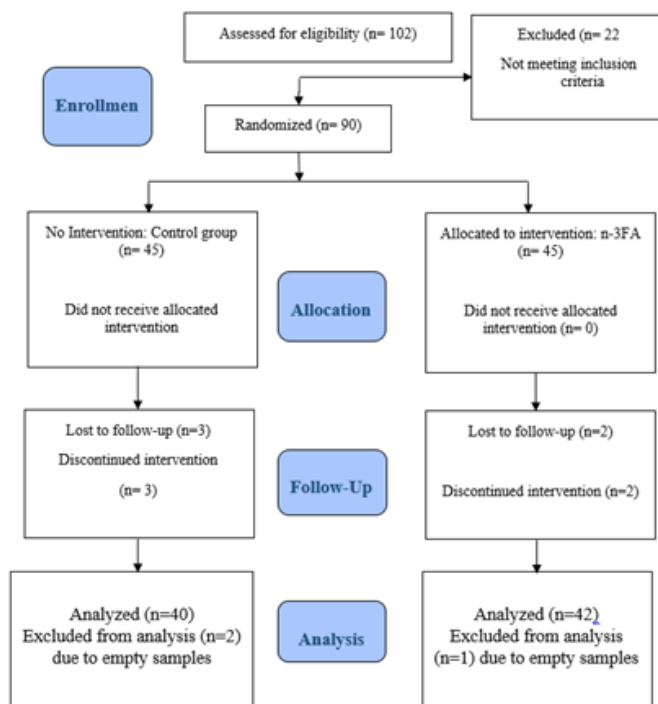 Assessed for eligibility (n= 102)
Excluded (n= 22
Not meeting inclusion
criteria
Enrollmen
Randomized (n= 90)
No Intervention: Control group
(n= 45)
Did not receive allocated
intervention
Allocated to intervention: n-3FA
(n= 45)
Did not receive allocated
intervention (n= 0)
Allocation
Lost to follow-up (n=3)
Discontinued intervention
(n= 3)
Lost to follow-up (n=2)
Discontinued intervention (n=2)
Follow-Up
Analyzed (n=40)
Excluded from analysis (n=2)
due to empty samples
Analyzed (n=42)
Excluded from analysis
(n=1) due to empty samples
Analysis